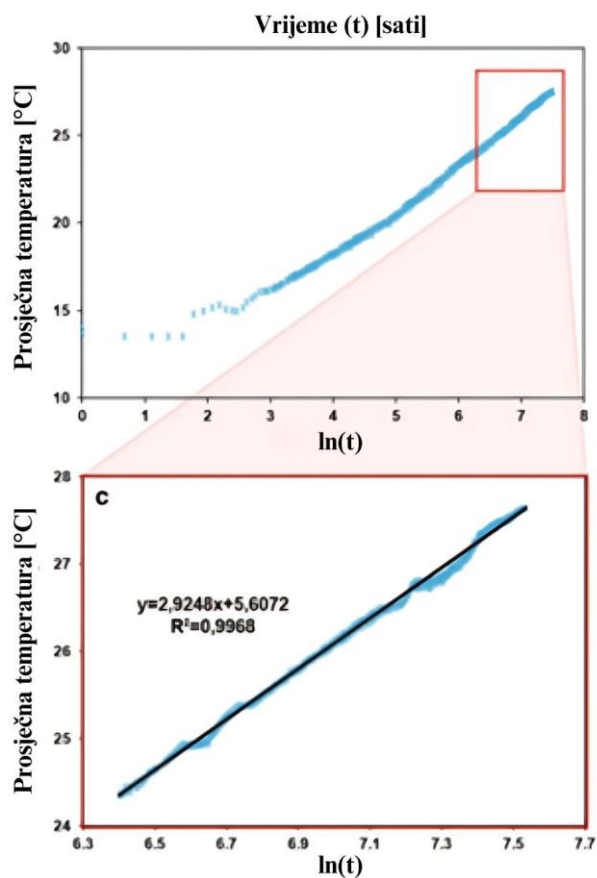 Vrijeme (t) [sati]
Prosječna temperatura [°C]
30
25
20
15
10
0 1 2 3 4 5 6 7 8
ln(t)
Prosječna temperatura [°C]
28
27
26
25
24
c
y=2,9248x+5,6072
R²=0,9968
6.3 6.5 6.7 6.9 7.1 7.3 7.5 7.7
ln(t)